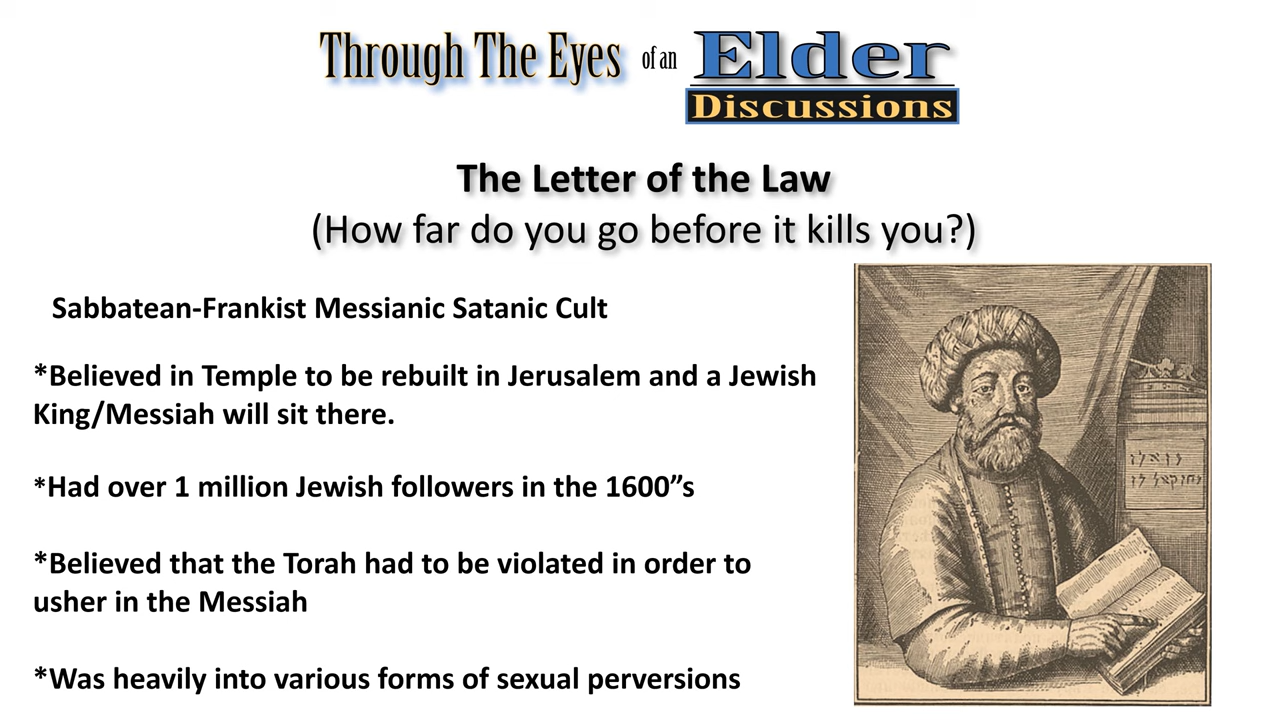 Through The Eyes of an Elder
Discussions
The Letter of the Law
(How far do you go before it kills you?)
Sabbatean-Frankist Messianic Satanic Cult
*Believed in Temple to be rebuilt in Jerusalem and a Jewish
King/Messiah will sit there.
*Had over 1 million Jewish followers in the 1600”s
*Believed that the Torah had to be violated in order to
usher in the Messiah
*Was heavily into various forms of sexual perversions